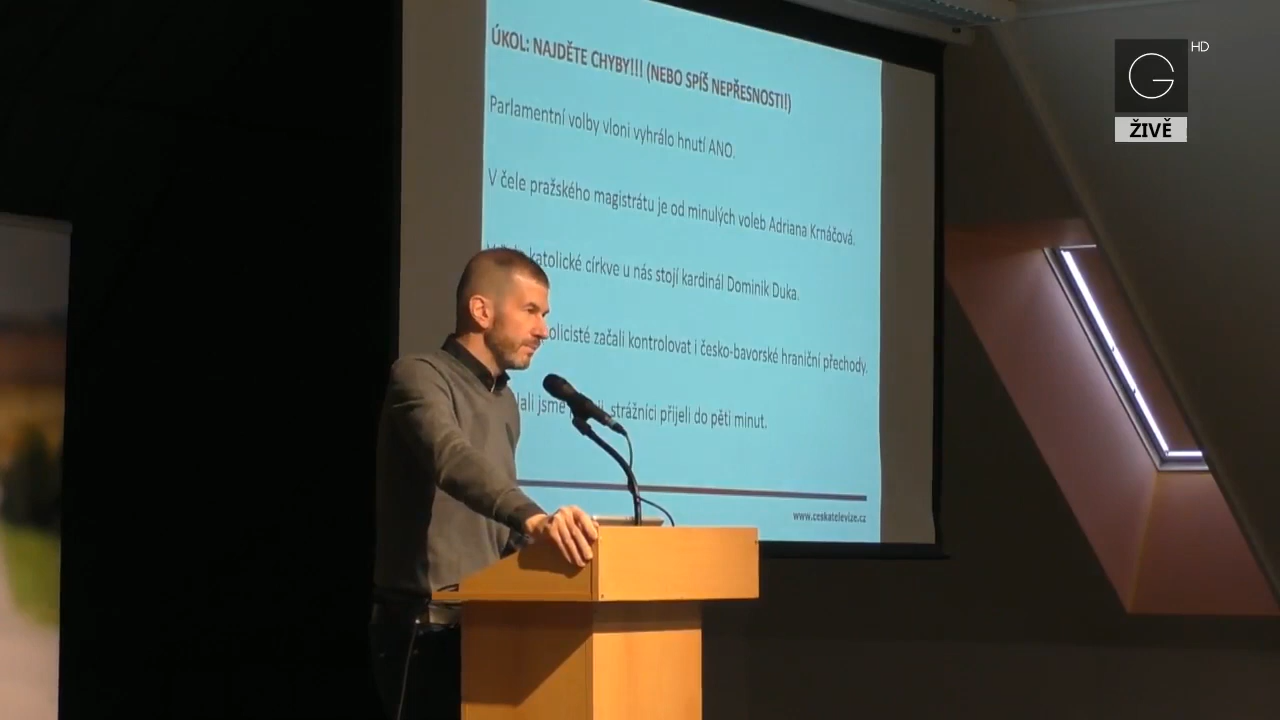 ÚKOL: NAJDĚTE CHYBY!!! (NEBO SPÍŠ NEPŘESNOSTI!)
Parlamentní volby vloni vyhrálo hnutí ANO.
V čele pražského magistrátu je od minulých voleb Adriana Krnáčová.
katolické církve u nás stojí kardinál Dominik Duka.
začali kontrolovat i česko-bavorské hraniční přechody.
jsme strážníci přijeli do pěti minut.
www.ceskatelevize.cz
G HD
ŽIVĚ